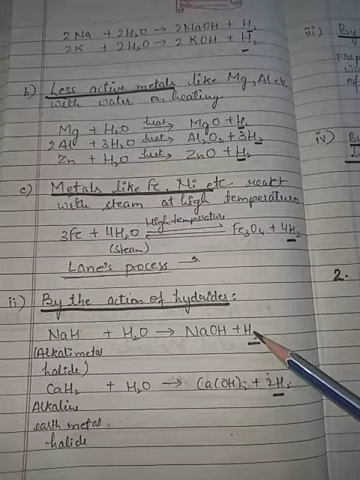 2Na + 2H₂O → 2NaOH + H₂
2K + 2H₂O → 2KOH + H₂
b) Less active metals like Mg, Al etc
with water on heating
Mg + H₂O heat→ MgO + H₂
2Al + 3H₂O heat→ Al₂O₃ + 3H₂
Zn + H₂O heat→ ZnO + H₂
c) Metals like Fe, Ni etc. react
with steam at high temperature
3Fe + 4H₂O High temperature⇌ Fe₃O₄ + 4H₂
(steam)
Lane's process →
ii) By the action of hydrides:
NaH + H₂O → NaOH + H₂
(Alkali metal
halide)
CaH₂ + H₂O → Ca(OH)₂ + 2H₂
Alkaline
earth metal.
halide
iii) By
prep
iv) By
2.